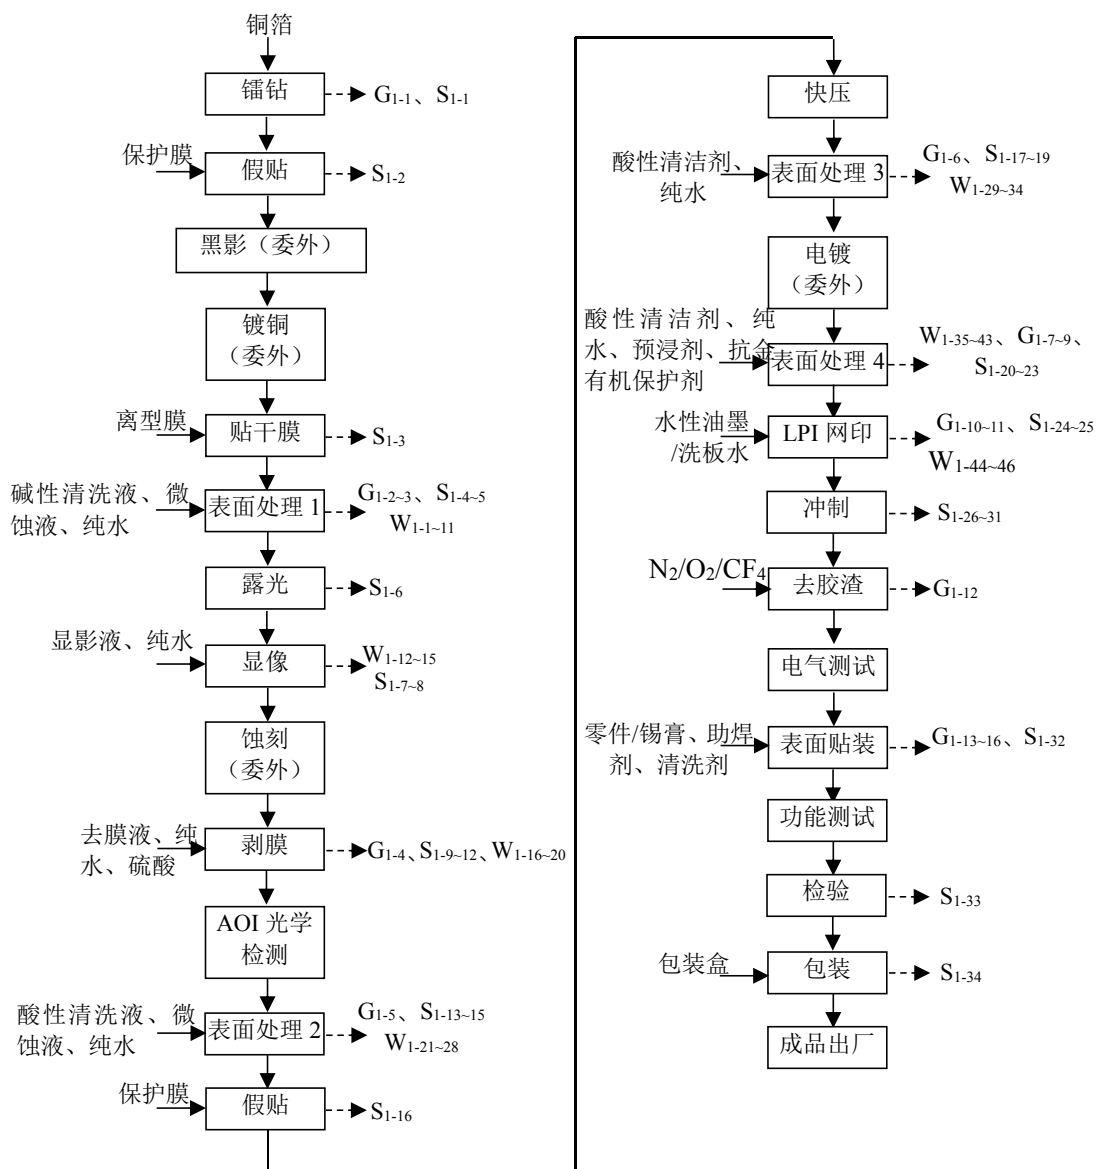 铜箔
镭钻
G1-1、S1-1
保护膜
假贴
S1-2
黑影（委外）
镀铜
（委外）
离型膜
贴干膜
S1-3
碱性清洗液、微
蚀液、纯水
表面处理 1
G1-2~3、S1-4~5
W1-1~11
露光
S1-6
显影液、纯水
显像
W1-12~15
S1-7~8
蚀刻
（委外）
去膜液、纯
水、硫酸
剥膜
G1-4、S1-9~12、W1-16~20
AOI 光学
检测
酸性清洗液、微
蚀液、纯水
表面处理 2
G1-5、S1-13~15
W1-21~28
保护膜
假贴
S1-16
快压
酸性清洁剂、
纯水
表面处理 3
G1-6、S1-17~19
W1-29~34
电镀
（委外）
酸性清洁剂、纯
水、预浸剂、抗金
有机保护剂
表面处理 4
W1-35~43、G1-7~9、
S1-20~23
水性油墨
/洗板水
LPI 网印
G1-10~11、S1-24~25
W1-44~46
冲制
S1-26~31
N2/O2/CF4
去胶渣
G1-12
电气测试
零件/锡膏、助焊
剂、清洗剂
表面贴装
G1-13~16、S1-32
功能测试
检验
S1-33
包装盒
包装
S1-34
成品出厂